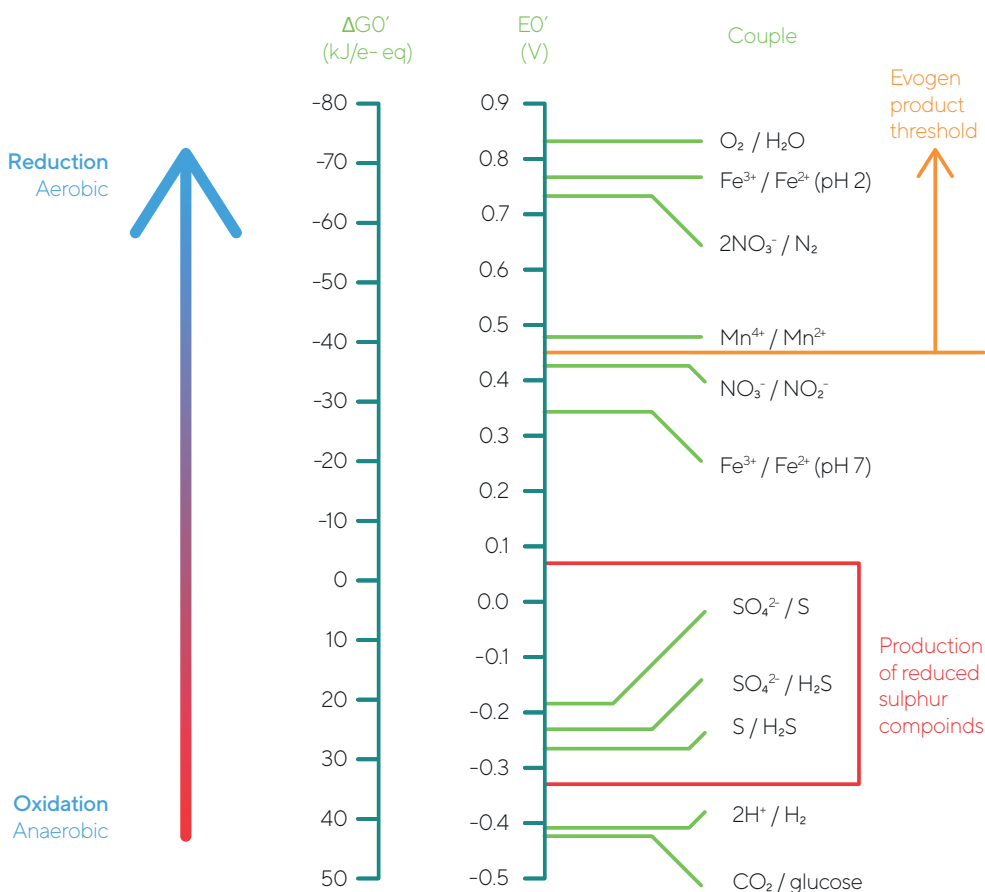 ΔG0’
(kJ/e- eq)
E0’
(V)
Couple
Evogen
product
threshold
Reduction
Aerobic
Oxidation
Anaerobic
-80
-70
-60
-50
-40
-30
-20
-10
0
10
20
30
40
50
0.9
0.8
0.7
0.6
0.5
0.4
0.3
0.2
0.1
0.0
-0.1
-0.2
-0.3
-0.4
-0.5
O₂ / H₂O
Fe³⁺ / Fe²⁺ (pH 2)
2NO₃⁻ / N₂
Mn⁴⁺ / Mn²⁺
NO₃⁻ / NO₂⁻
Fe³⁺ / Fe²⁺ (pH 7)
SO₄²⁻ / S
SO₄²⁻ / H₂S
S / H₂S
2H⁺ / H₂
CO₂ / glucose
Production
of reduced
sulphur
compoinds